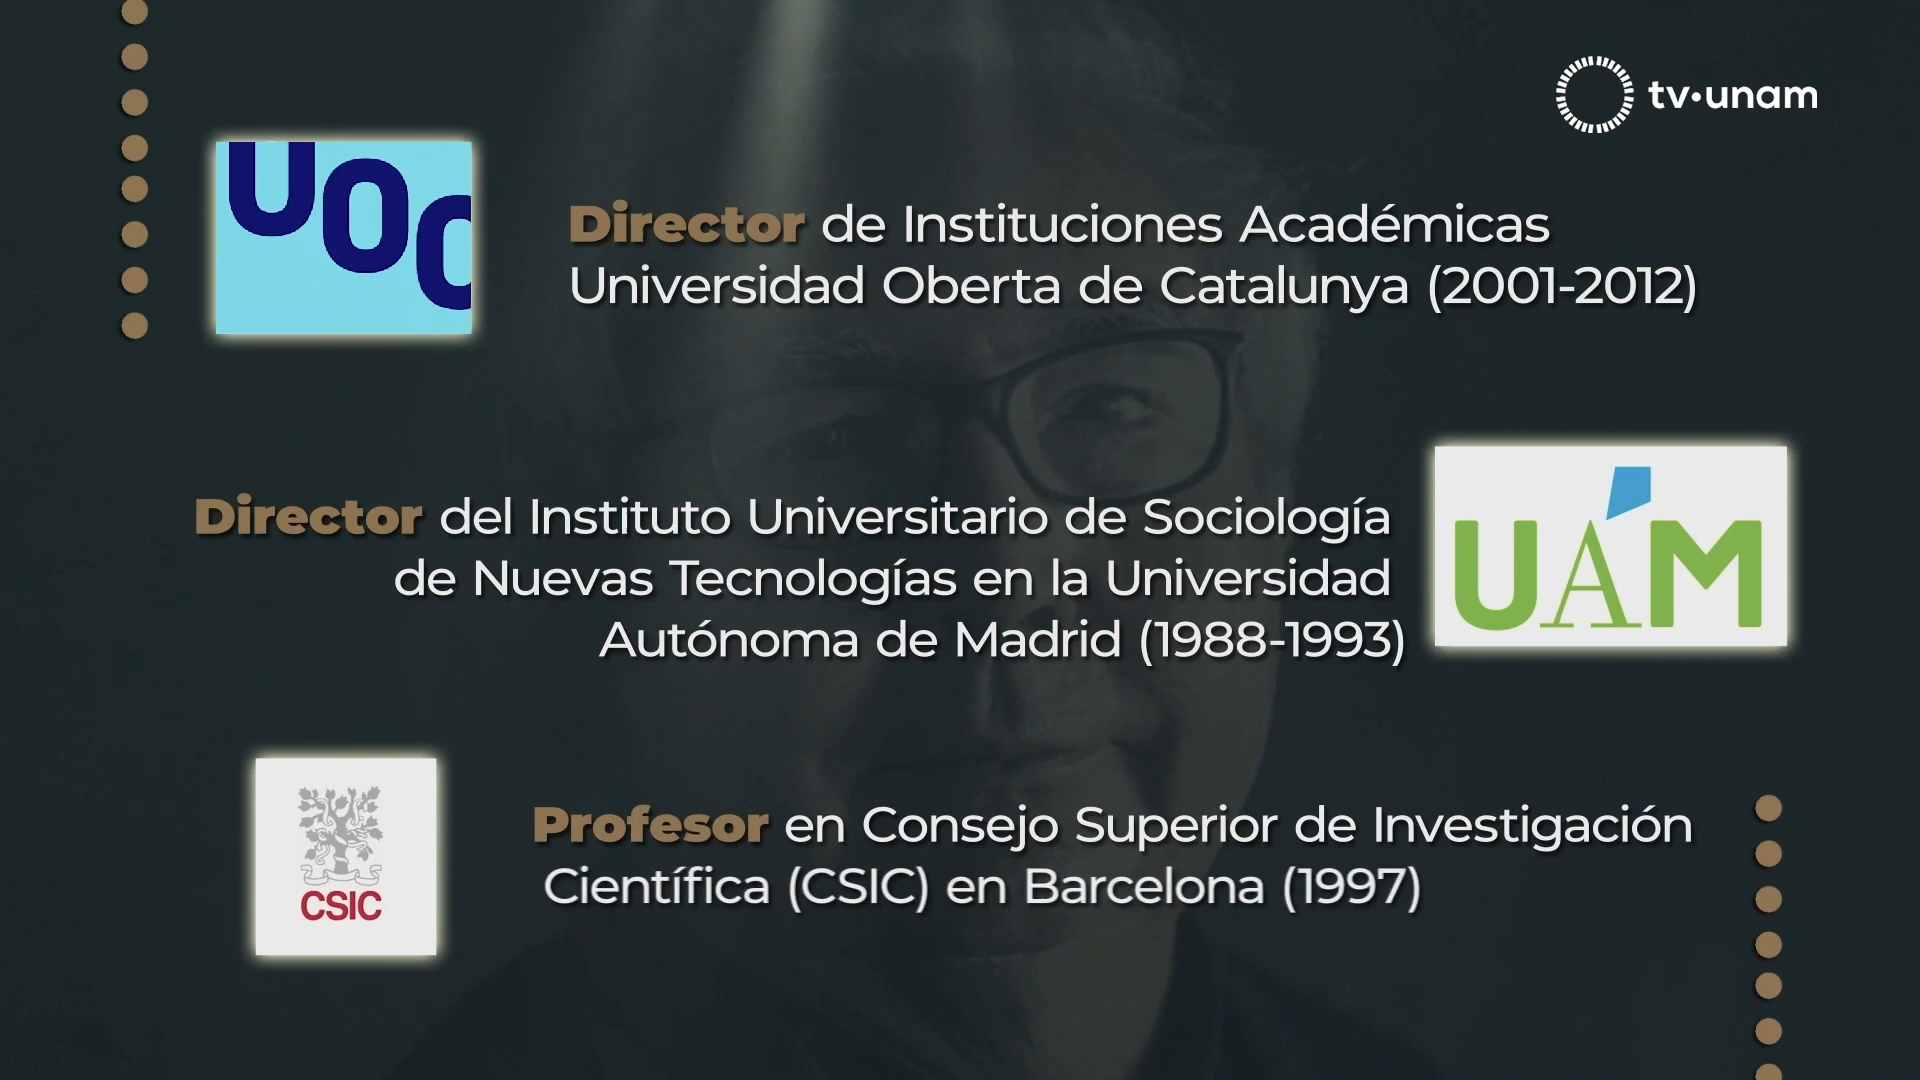 tv·unam
UOC
Director de Instituciones Académicas
Universidad Oberta de Catalunya (2001-2012)
Director del Instituto Universitario de Sociología
de Nuevas Tecnologías en la Universidad
Autónoma de Madrid (1988-1993)
UAM
CSIC
Profesor en Consejo Superior de Investigación
Científica (CSIC) en Barcelona (1997)